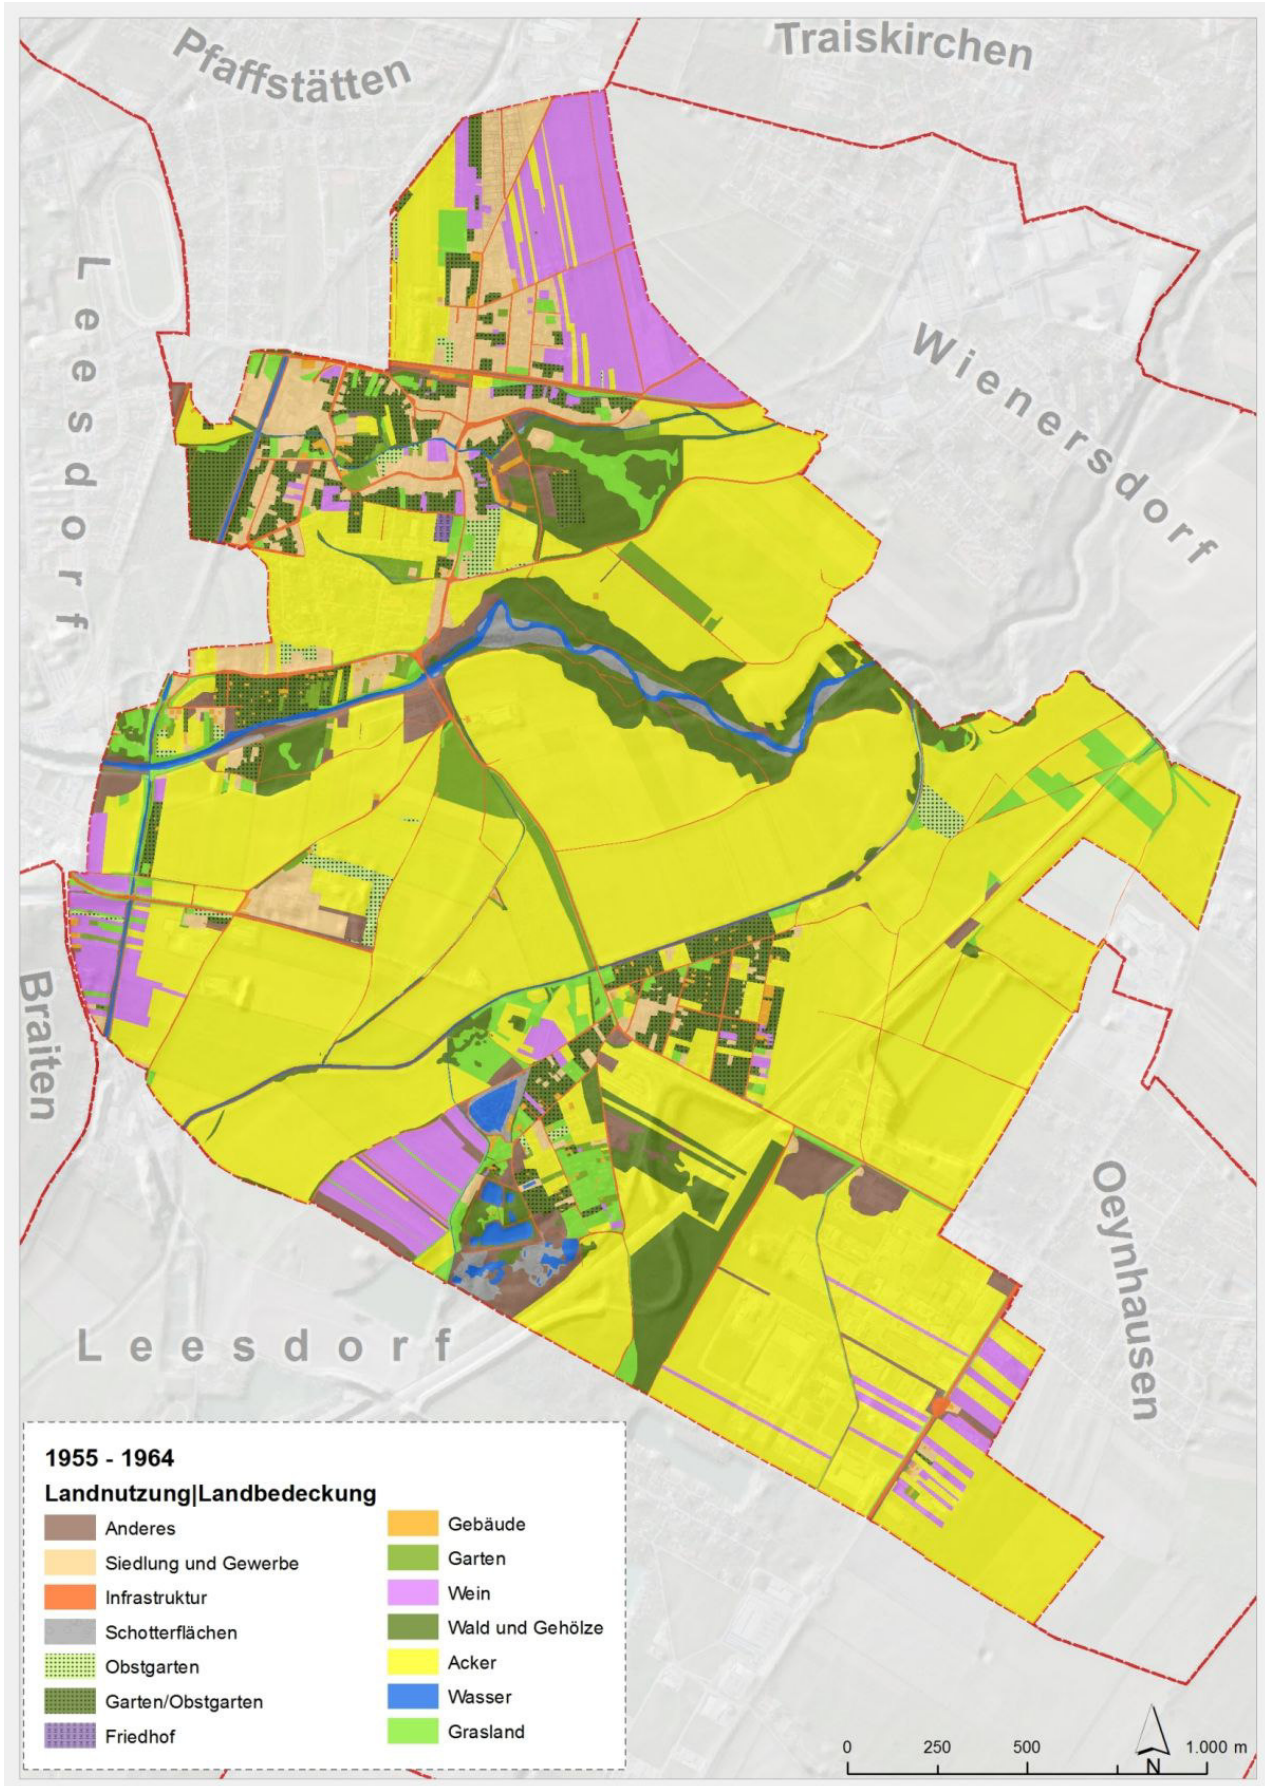 Pfaffstätten
Traiskirchen
Leesdorf
Wienersdorf
Braiten
Oeynhausen
Leesdorf
1955 - 1964
Landnutzung|Landbedeckung
Anderes
Siedlung und Gewerbe
Infrastruktur
Schotterflächen
Obstgarten
Garten/Obstgarten
Friedhof
Gebäude
Garten
Wein
Wald und Gehölze
Acker
Wasser
Grasland
0 250 500 1.000 m
N